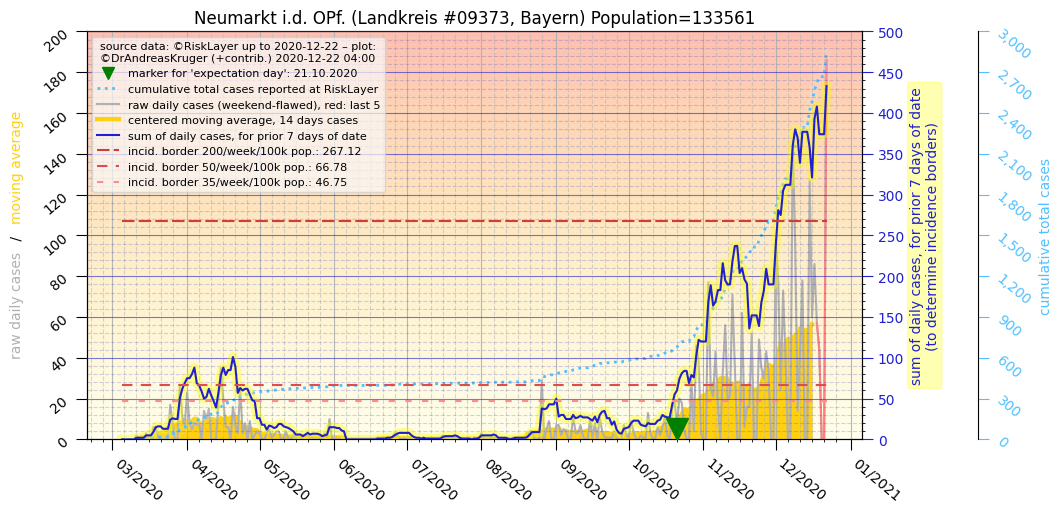 Neumarkt i.d. OPf. (Landkreis #09373, Bayern) Population=133561
source data: ©RiskLayer up to 2020-12-22 – plot:
©DrAndreasKruger (+contrib.) 2020-12-22 04:00
marker for 'expectation day': 21.10.2020
cumulative total cases reported at RiskLayer
raw daily cases (weekend-flawed), red: last 5
centered moving average, 14 days cases
sum of daily cases, for prior 7 days of date
incid. border 200/week/100k pop.: 267.12
incid. border 50/week/100k pop.: 66.78
incid. border 35/week/100k pop.: 46.75
raw daily cases / moving average
200
180
160
140
120
100
80
60
40
20
0
03/2020
04/2020
05/2020
06/2020
07/2020
08/2020
09/2020
10/2020
11/2020
12/2020
01/2021
500
450
400
350
300
250
200
150
100
50
0
sum of daily cases, for prior 7 days of date
(to determine incidence borders)
3,000
2,700
2,400
2,100
1,800
1,500
1,200
900
600
300
0
cumulative total cases